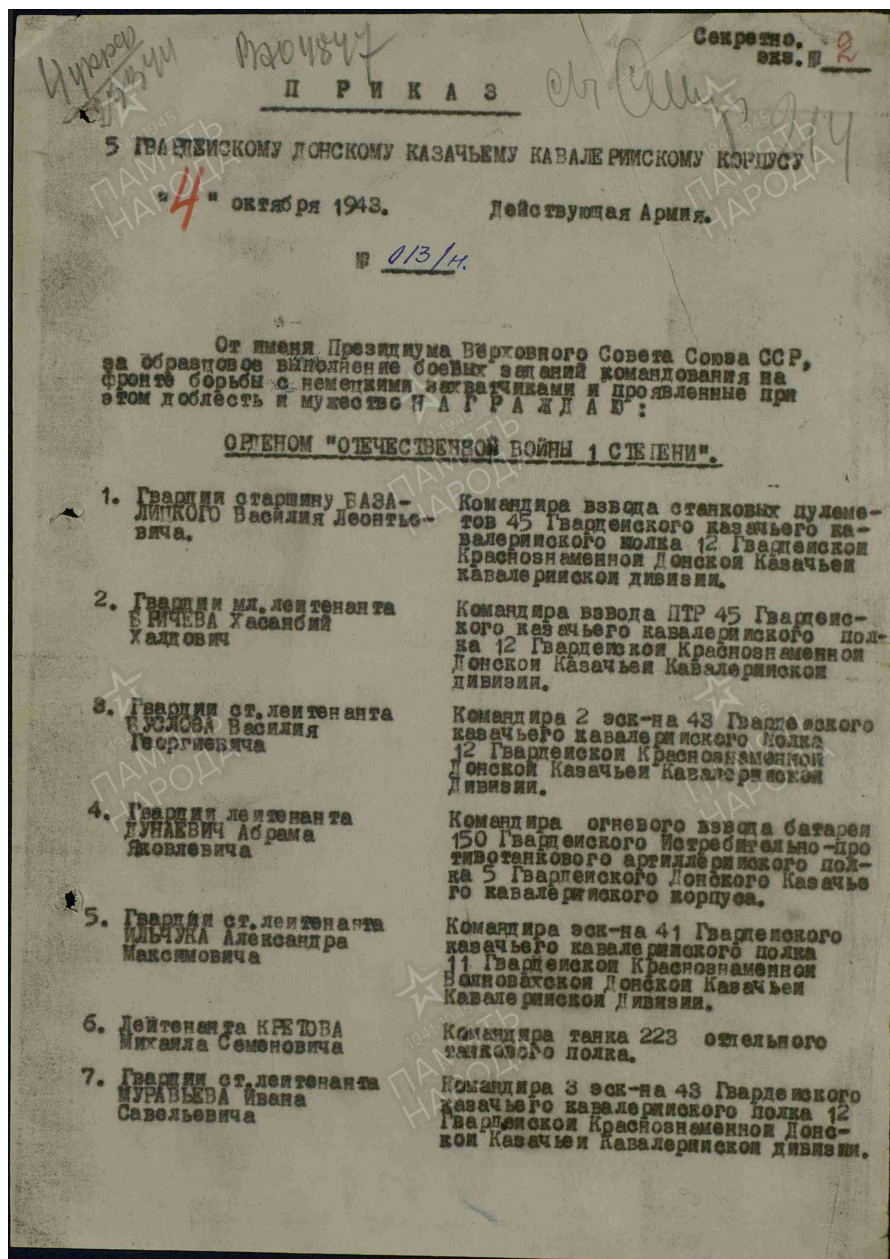 Секретно.
экз.№ 2
Вх04847
П Р И К А З
5 ГВАРДЕЙСКОМУ ДОНСКОМУ КАЗАЧЬЕМУ КАВАЛЕРИЙСКОМУ КОРПУСУ
"4" октября 1943. Действующая Армия.
№ 013/н.
От имени Президиума Верховного Совета Союза ССР,
за образцовое выполнение боевых заданий командования на
фронте борьбы с немецкими захватчиками и проявленные при
этом доблесть и мужество Н А Г Р А Ж Д А Ю :
ОРДЕНОМ "ОТЕЧЕСТВЕННОЙ ВОЙНЫ 1 СТЕПЕНИ".
1. Гвардии старшину БАЗА-
ЛИЦКОГО Василия Леонтье-
вича.
Командира взвода станковых пулеме-
тов 45 Гвардейского казачьего ка-
валерийского полка 12 Гвардейской
Краснознаменной Донской Казачьей
кавалерийской дивизии.
2. Гвардии мл.лейтенанта
Хасанбий
Халидович
Командира взвода ПТР 45 Гвардейс-
кого казачьего кавалерийского пол-
ка 12 Гвардейской Краснознаменной
Донской Казачьей Кавалерийской
дивизии.
3. Гвардии ст.лейтенанта
БУСЛОВА Василия
Георгиевича
Командира 2 эск-на 43 Гвардейского
казачьего кавалерийского полка
12 Гвардейской Краснознаменной
Донской Казачьей Кавалерийской
Дивизии.
4. Гвардии лейтенанта
ДУНАЕВИЧ Абрама
Яковлевича
Командира огневого взвода батареи
150 Гвардейского Истребительно-про
тивотанкового артиллерийского пол-
ка 5 Гвардейского Донского Казачье
го кавалерийского корпуса.
5. Гвардии ст.лейтенанта
ИЛЬЧУКА Александра
Максимовича
Командира эск-на 41 Гвардейского
казачьего кавалерийского полка
11 Гвардейской Краснознаменной
Волновахской Донской Казачьей
Кавалерийской Дивизии.
6. Лейтенанта КРЕТОВА
Михаила Семеновича
Командира танка 223 отдельного
танкового полка.
7. Гвардии ст.лейтенанта
МУРАВЬЕВА Ивана
Савельевича
Командира 3 эск-на 43 Гвардейского
казачьего кавалерийского полка 12
Гвардейской Краснознаменной Донс-
кой Казачьей Кавалерийской дивизии.
ПАМЯТЬ
НАРОДА